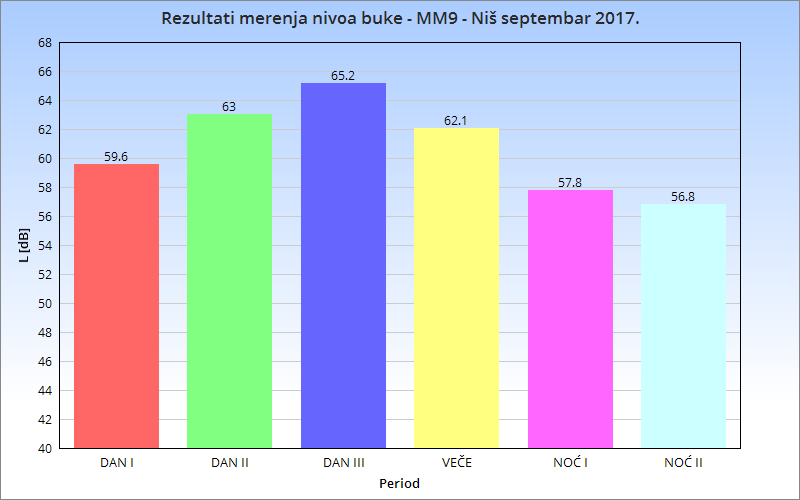 Rezultati merenja nivoa buke - MM9 - Niš septembar 2017.
68
66
64
62
60
58
56
54
52
50
48
46
44
42
40
L [dB]
59.6
63
65.2
62.1
57.8
56.8
DAN I
DAN II
DAN III
VEČE
NOĆ I
NOĆ II
Period